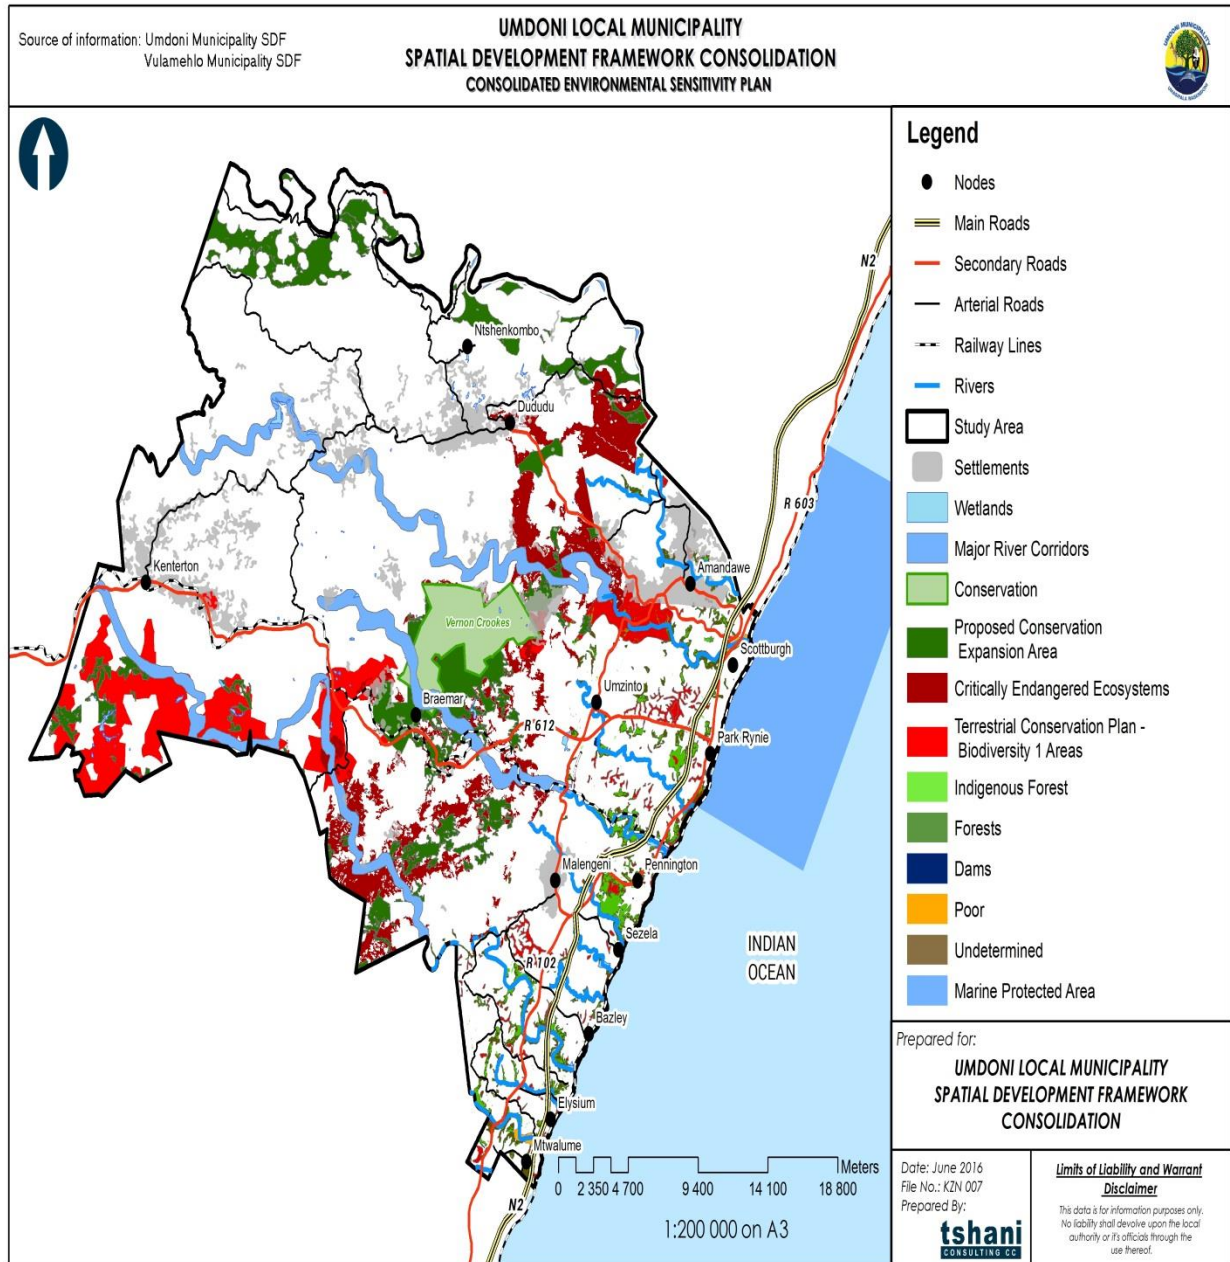 Source of information: Umdoni Municipality SDF
Vulamehlo Municipality SDF
UMDONI LOCAL MUNICIPALITY
SPATIAL DEVELOPMENT FRAMEWORK CONSOLIDATION
CONSOLIDATED ENVIRONMENTAL SENSITIVITY PLAN
UMDONI MUNICIPALITY
N2
Ntshenkombo
Dududu
R 603
Kenterton
Amandawe
Vernon Crookes
Scottburgh
Umzinto
Braemar
R 612
Park Rynie
Malengeni
Pennington
Sezela
INDIAN
OCEAN
R 102
Bazley
Elysium
Mtwalume
N2
Meters
0 2 350 4 700 9 400 14 100 18 800
1:200 000 on A3
Legend
Nodes
Main Roads
Secondary Roads
Arterial Roads
Railway Lines
Rivers
Study Area
Settlements
Wetlands
Major River Corridors
Conservation
Proposed Conservation
Expansion Area
Critically Endangered Ecosystems
Terrestrial Conservation Plan -
Biodiversity 1 Areas
Indigenous Forest
Forests
Dams
Poor
Undetermined
Marine Protected Area
Prepared for:
UMDONI LOCAL MUNICIPALITY
SPATIAL DEVELOPMENT FRAMEWORK
CONSOLIDATION
Date: June 2016
File No.: KZN 007
Prepared By:
tshani
CONSULTING CC
Limits of Liability and Warrant
Disclaimer
This data is for information purposes only.
No liability shall devolve upon the local
authority or it's officials through the
use thereof.